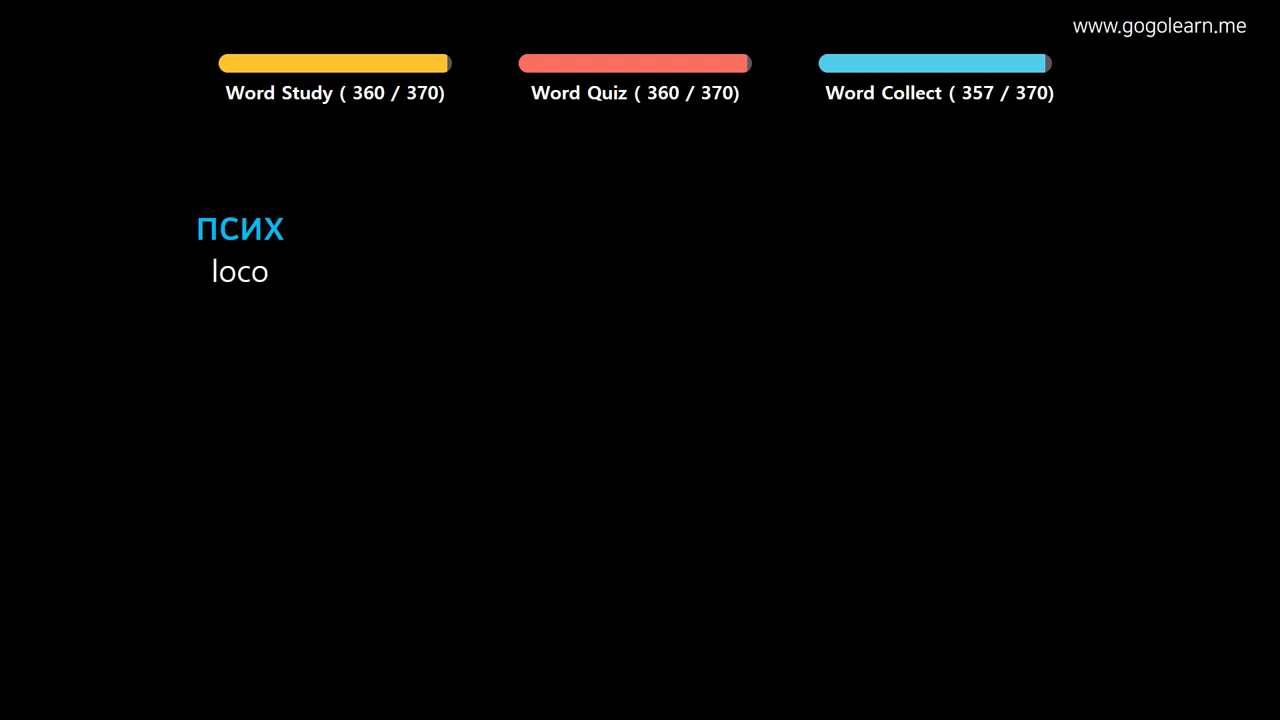 www.gogolearn.me
Word Study ( 360 / 370)
Word Quiz ( 360 / 370)
Word Collect ( 357 / 370)
псих
loco